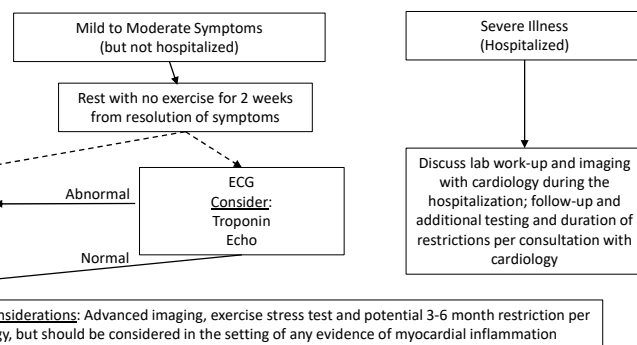 Mild to Moderate Symptoms
(but not hospitalized)
Severe Illness
(Hospitalized)
Rest with no exercise for 2 weeks
from resolution of symptoms
Abnormal
ECG
Consider:
Troponin
Echo
Normal
Discuss lab work-up and imaging
with cardiology during the
hospitalization; follow-up and
additional testing and duration of
restrictions per consultation with
cardiology
nsiderations: Advanced imaging, exercise stress test and potential 3-6 month restriction per
gy, but should be considered in the setting of any evidence of myocardial inflammation